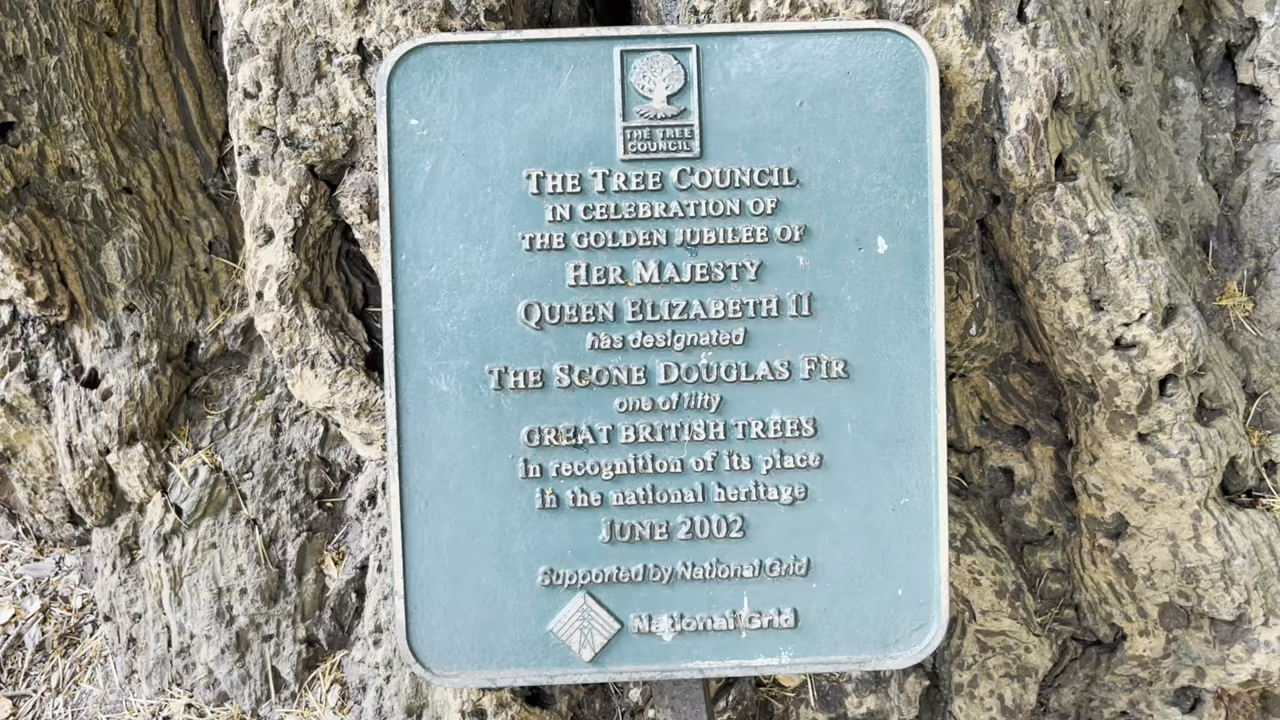 THE TREE
COUNCIL
THE TREE COUNCIL
IN CELEBRATION OF
THE GOLDEN JUBILEE OF
HER MAJESTY
QUEEN ELIZABETH II
has designated
THE SCONE DOUGLAS FIR
one of fifty
GREAT BRITISH TREES
in recognition of its place
in the national heritage
JUNE 2002
Supported by National Grid
National Grid